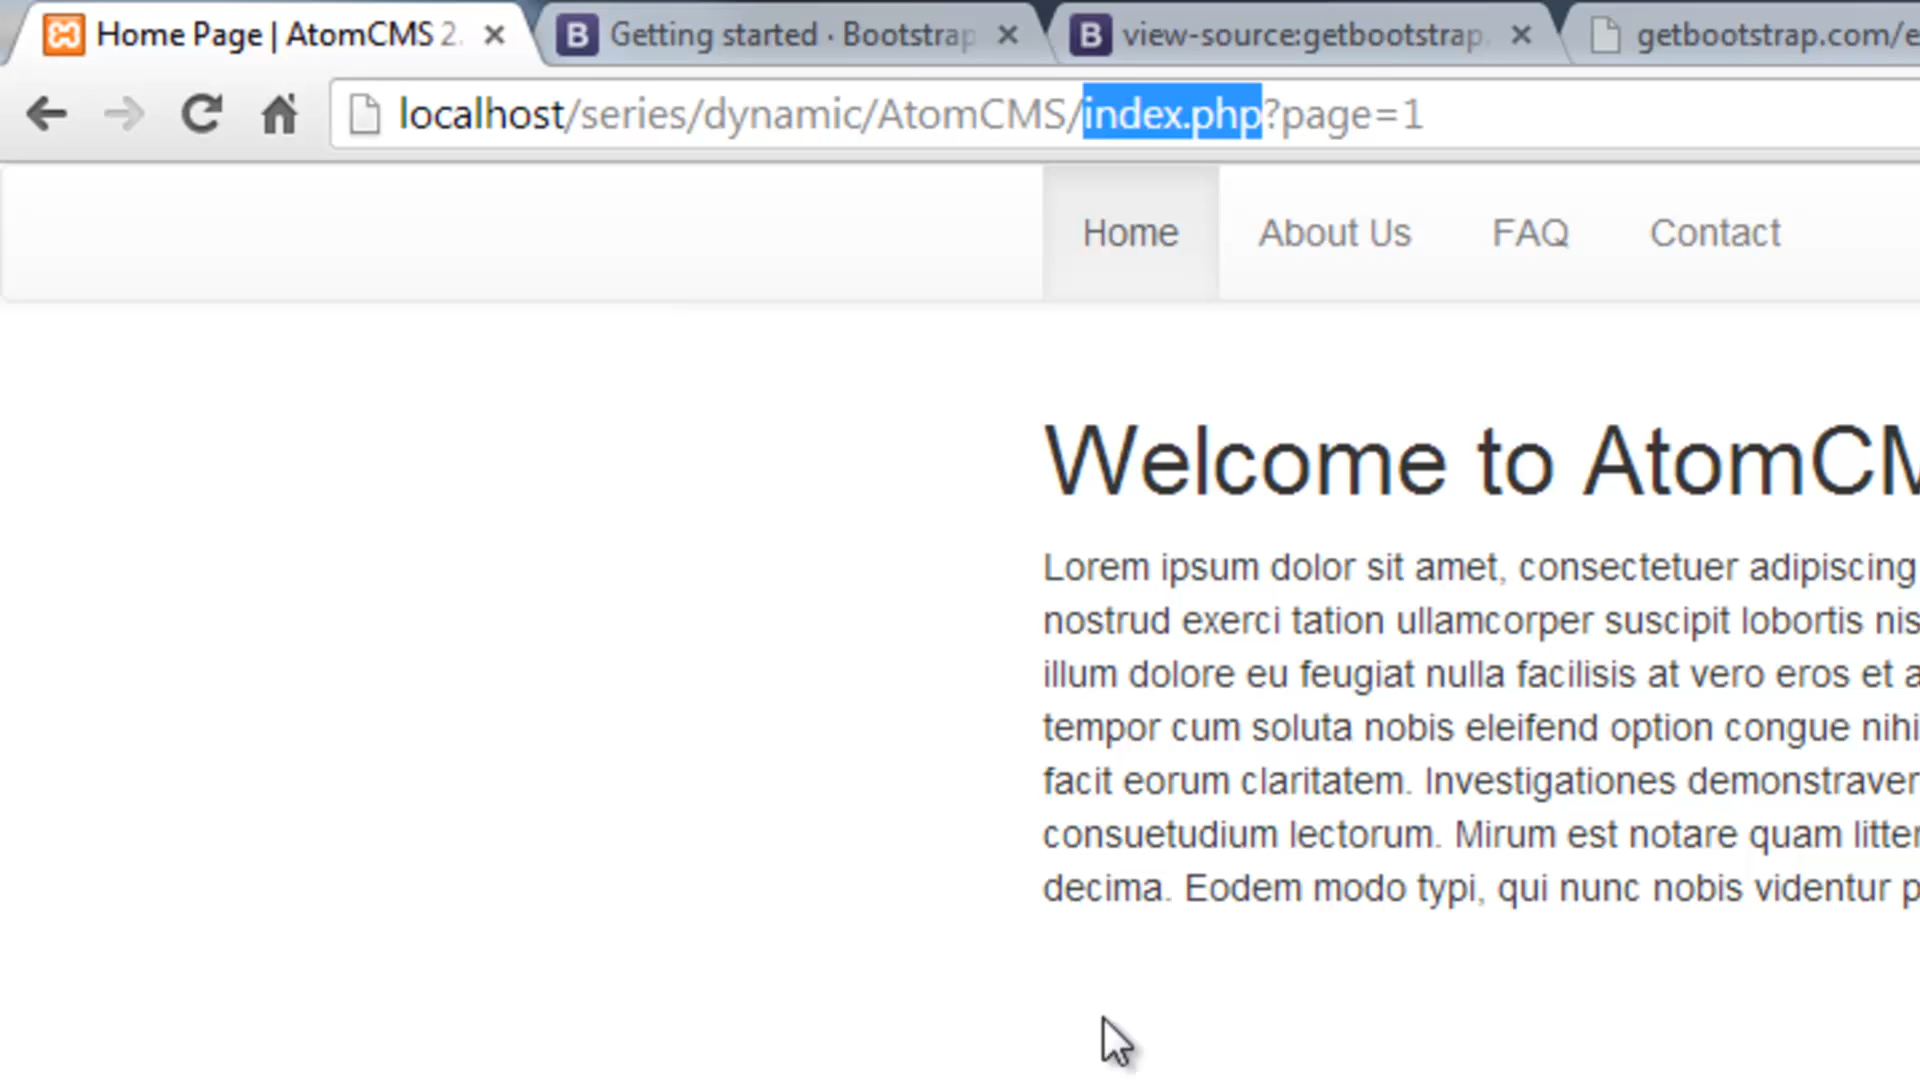 Home Page | AtomCMS 2.
Getting started · Bootstrap
view-source:getbootstrap.
getbootstrap.com/e
localhost/series/dynamic/AtomCMS/index.php?page=1
Home
About Us
FAQ
Contact
Welcome to AtomCM
Lorem ipsum dolor sit amet, consectetuer adipiscing
nostrud exerci tation ullamcorper suscipit lobortis nis
illum dolore eu feugiat nulla facilisis at vero eros et a
tempor cum soluta nobis eleifend option congue nihi
facit eorum claritatem. Investigationes demonstraver
consuetudium lectorum. Mirum est notare quam litter
decima. Eodem modo typi, qui nunc nobis videntur p